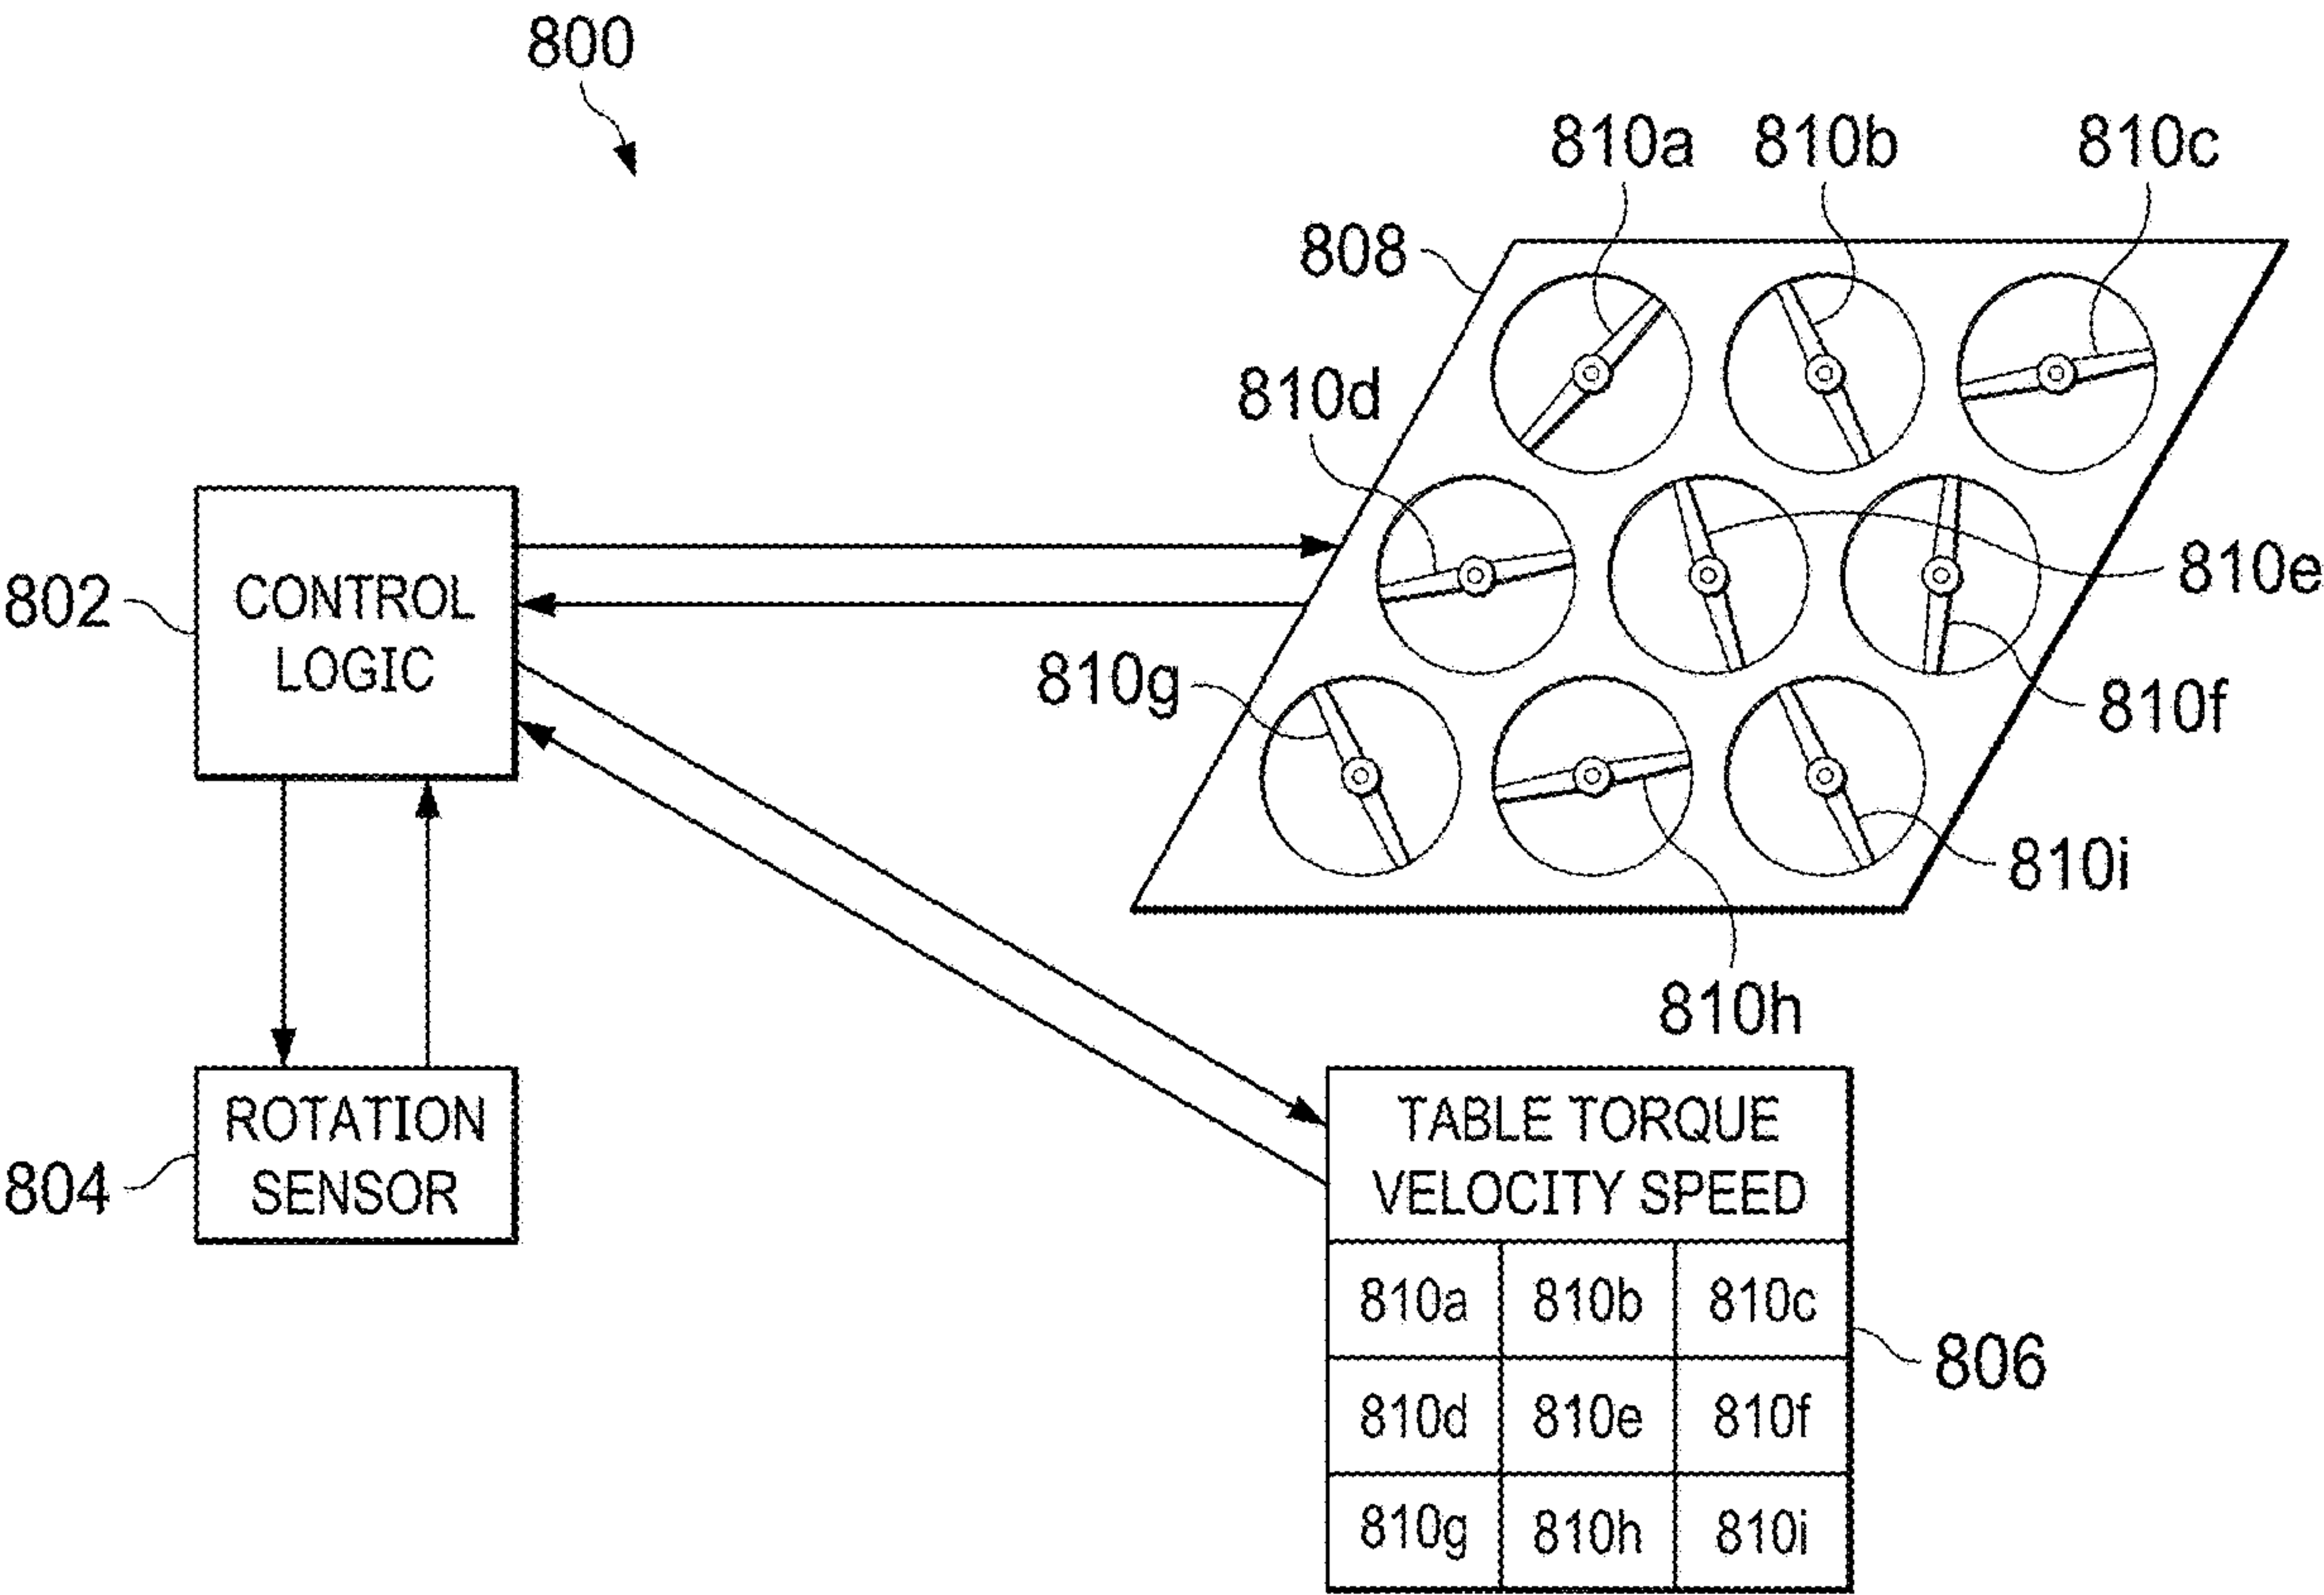 800
810a 810b 810c
808
810d
802
CONTROL
LOGIC
810e
810g
810f
810i
810h
804
ROTATION
SENSOR
TABLE TORQUE
VELOCITY SPEED
810a 810b 810c
806
810d 810e 810f
810g 810h 810i